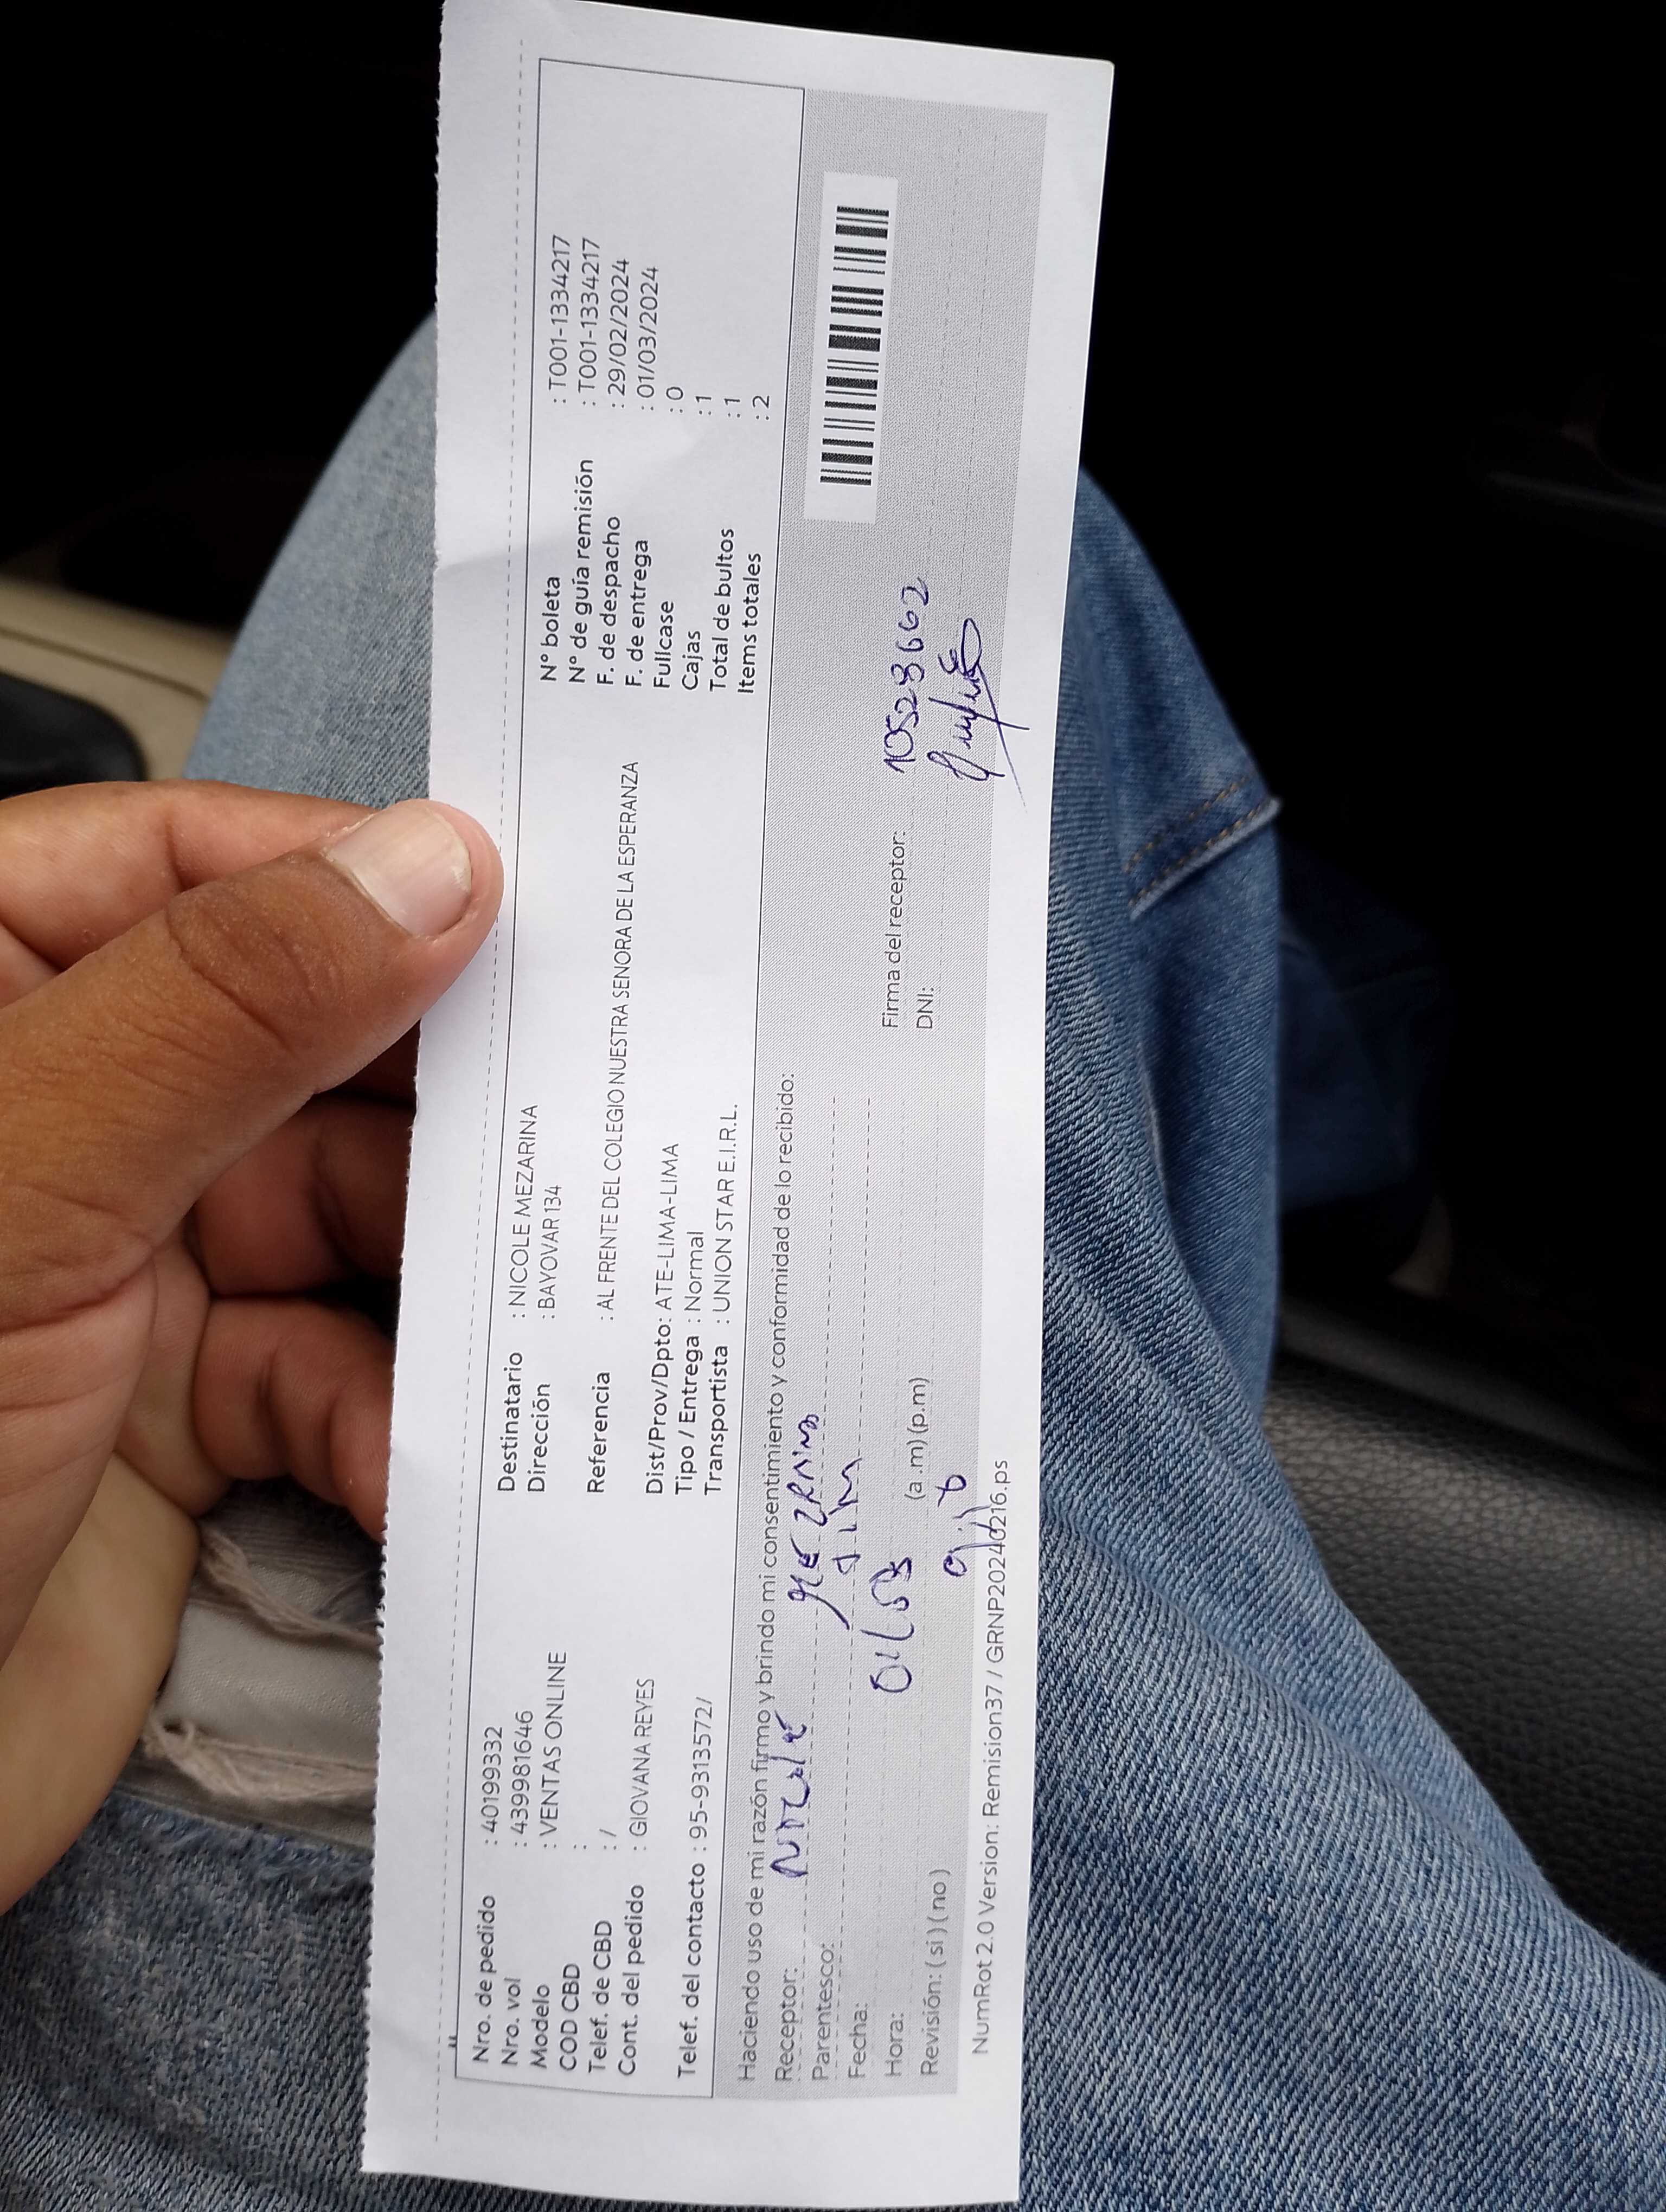 Nro. de pedido : 40199332
Nro. vol : 439981646
Modelo : VENTAS ONLINE
COD CBD :
Telef. de CBD : /
Cont. del pedido : GIOVANA REYES
Telef. del contacto : 95-9313572/
Destinatario : NICOLE MEZARINA
Dirección : BAYOVAR 134
Referencia : AL FRENTE DEL COLEGIO NUESTRA SENORA DE LA ESPERANZA
Dist/Prov/Dpto: ATE-LIMA-LIMA
Tipo / Entrega : Normal
Transportista : UNION STAR E.I.R.L.
N° boleta : T001-1334217
N° de guía remisión : T001-1334217
F. de despacho : 29/02/2024
F. de entrega : 01/03/2024
Fullcase : 0
Cajas : 1
Total de bultos : 1
Items totales : 2
Haciendo uso de mi razón firmo y brindo mi consentimiento y conformidad de lo recibido:
Receptor: Nicole
Parentesco:
Fecha:
Hora: (a.m) (p.m)
Revisión: ( si ) ( no )
Firma del receptor:
DNI:
NumRot 2.0 Version: Remision37 / GRNP20240216.ps